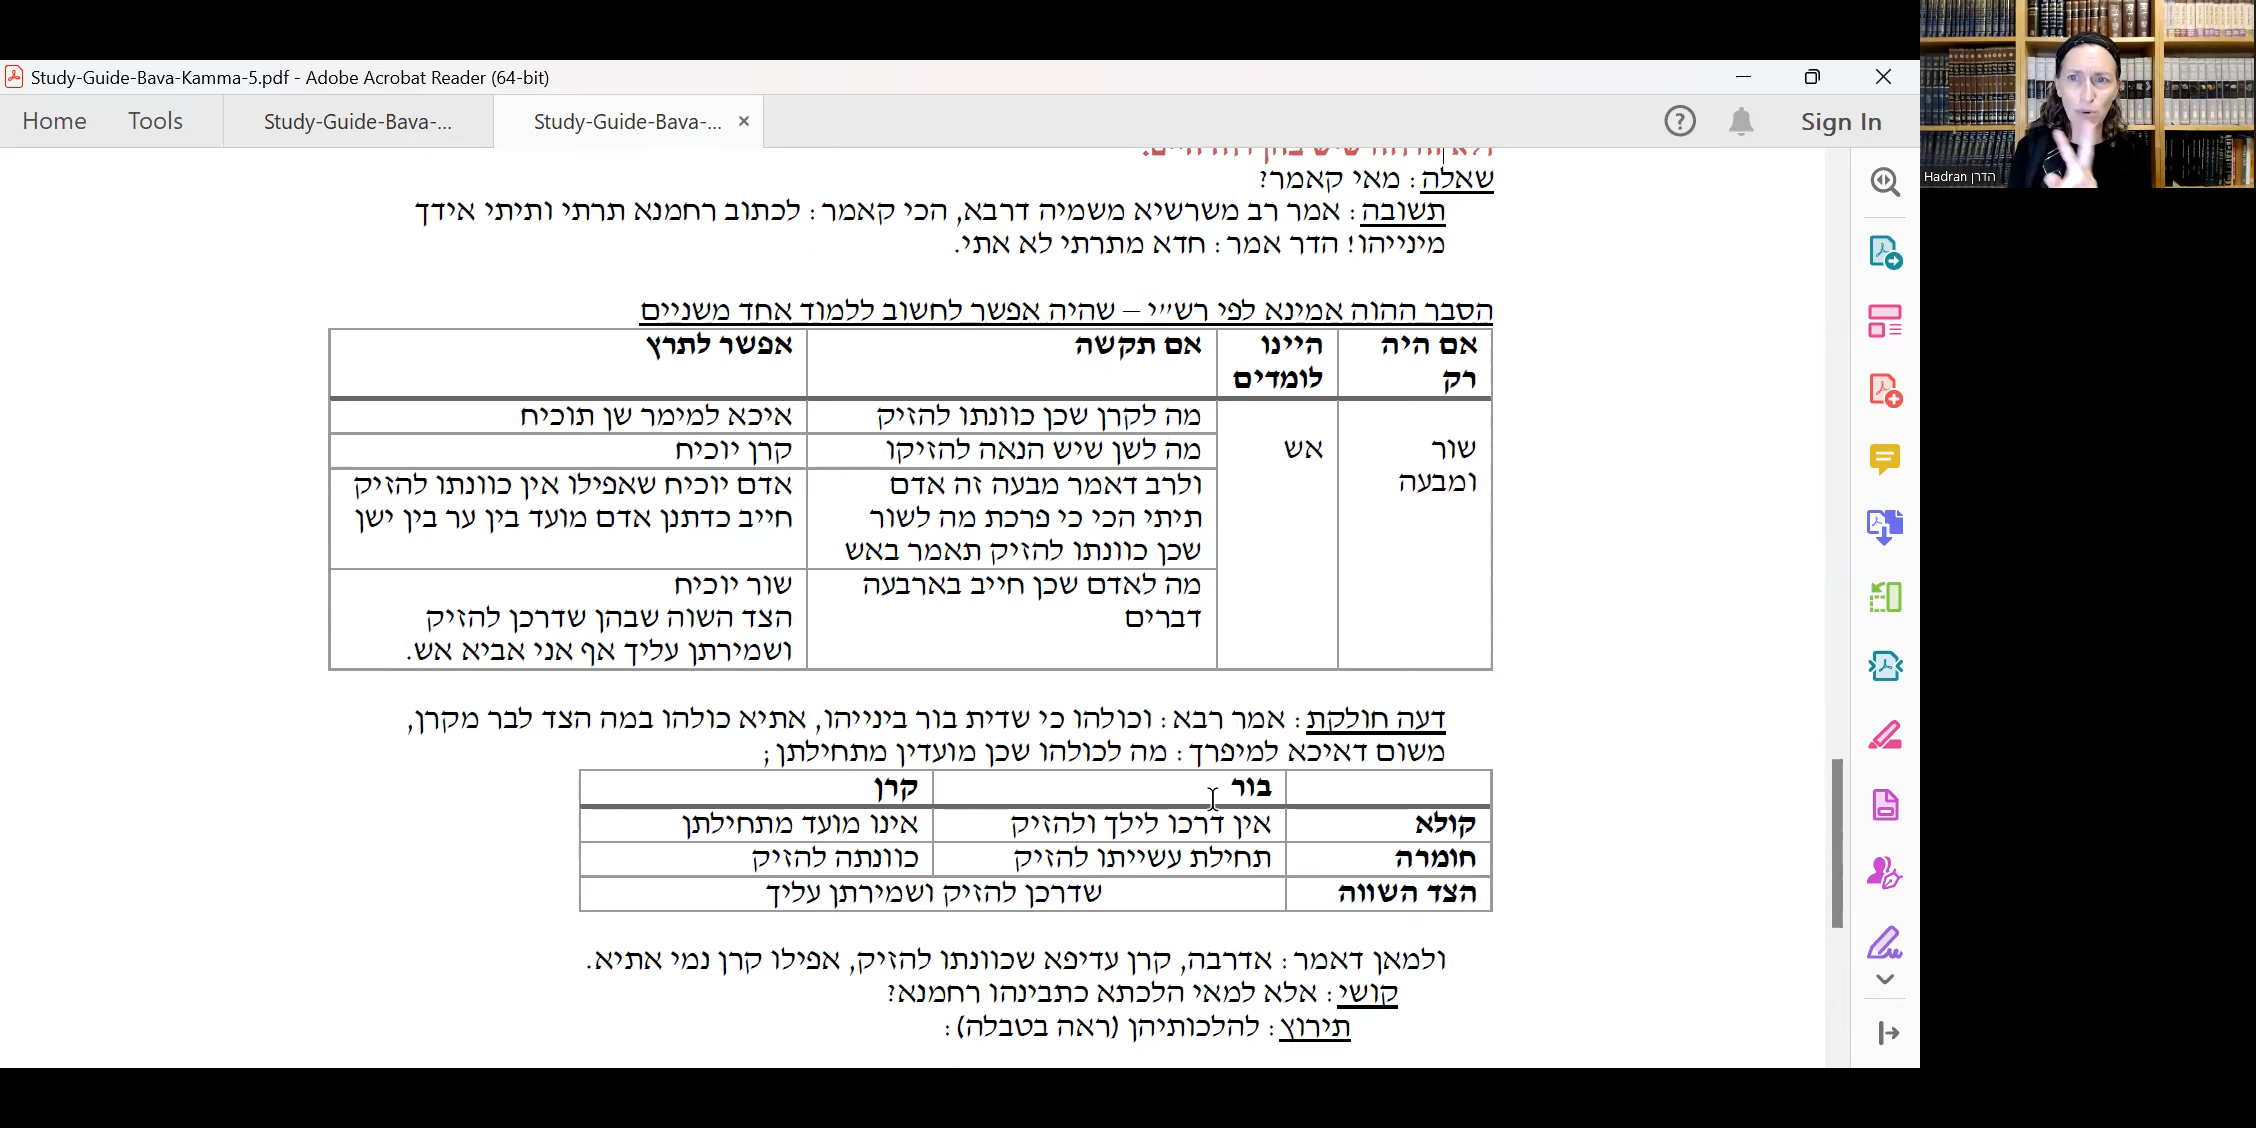 Study-Guide-Bava-Kamma-5.pdf - Adobe Acrobat Reader (64-bit)
Home Tools Study-Guide-Bava-... Study-Guide-Bava-... Sign In
Hadran הדרן
שאלה: מאי קאמר?
תשובה: אמר רב משרשיא משמיה דרבא, הכי קאמר: לכתוב רחמנא תרתי ותיתי אידך
מינייהו! הדר אמר: חדא מתרתי לא אתי.
הסבר ההוה אמינא לפי רש״י – שהיה אפשר לחשוב ללמוד אחד משניים
אם היה רק
היינו לומדים
אם תקשה
אפשר לתרץ
שור ומבעה
אש
מה לקרן שכן כוונתו להזיק
איכא למימר שן תוכיח
מה לשן שיש הנאה להזיקו
קרן יוכיח
ולרב דאמר מבעה זה אדם
תיתי הכי כי פרכת מה לשור
שכן כוונתו להזיק תאמר באש
אדם יוכיח שאפילו אין כוונתו להזיק
חייב כדתנן אדם מועד בין ער בין ישן
מה לאדם שכן חייב בארבעה
דברים
שור יוכיח
הצד השוה שבהן שדרכן להזיק
ושמירתן עליך אף אני אביא אש.
דעה חולקת: אמר רבא: וכולהו כי שדית בור בינייהו, אתיא כולהו במה הצד לבר מקרן,
משום דאיכא למיפרך: מה לכולהו שכן מועדין מתחילתן;
בור קרן
קולא אין דרכו לילך ולהזיק אינו מועד מתחילתן
חומרה תחילת עשייתו להזיק כוונתה להזיק
הצד השווה שדרכן להזיק ושמירתן עליך
ולמאן דאמר: אדרבה, קרן עדיפא שכוונתו להזיק, אפילו קרן נמי אתיא.
קושי: אלא למאי הלכתא כתבינהו רחמנא?
תירוץ: להלכותיהן (ראה בטבלה):